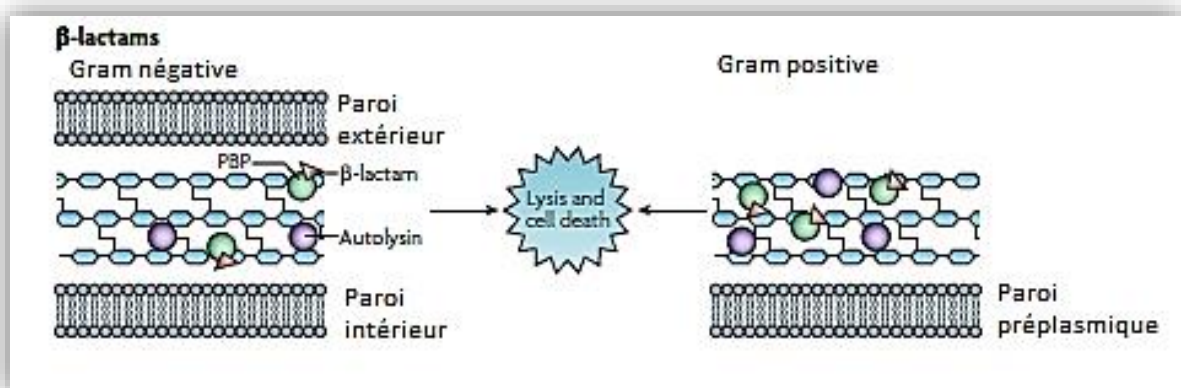 β-lactams
Gram négative
Gram positive
Paroi
extérieur
PBP
β-lactam
Lysis and
cell death
Autolysin
Paroi
intérieur
Paroi
préplasmique